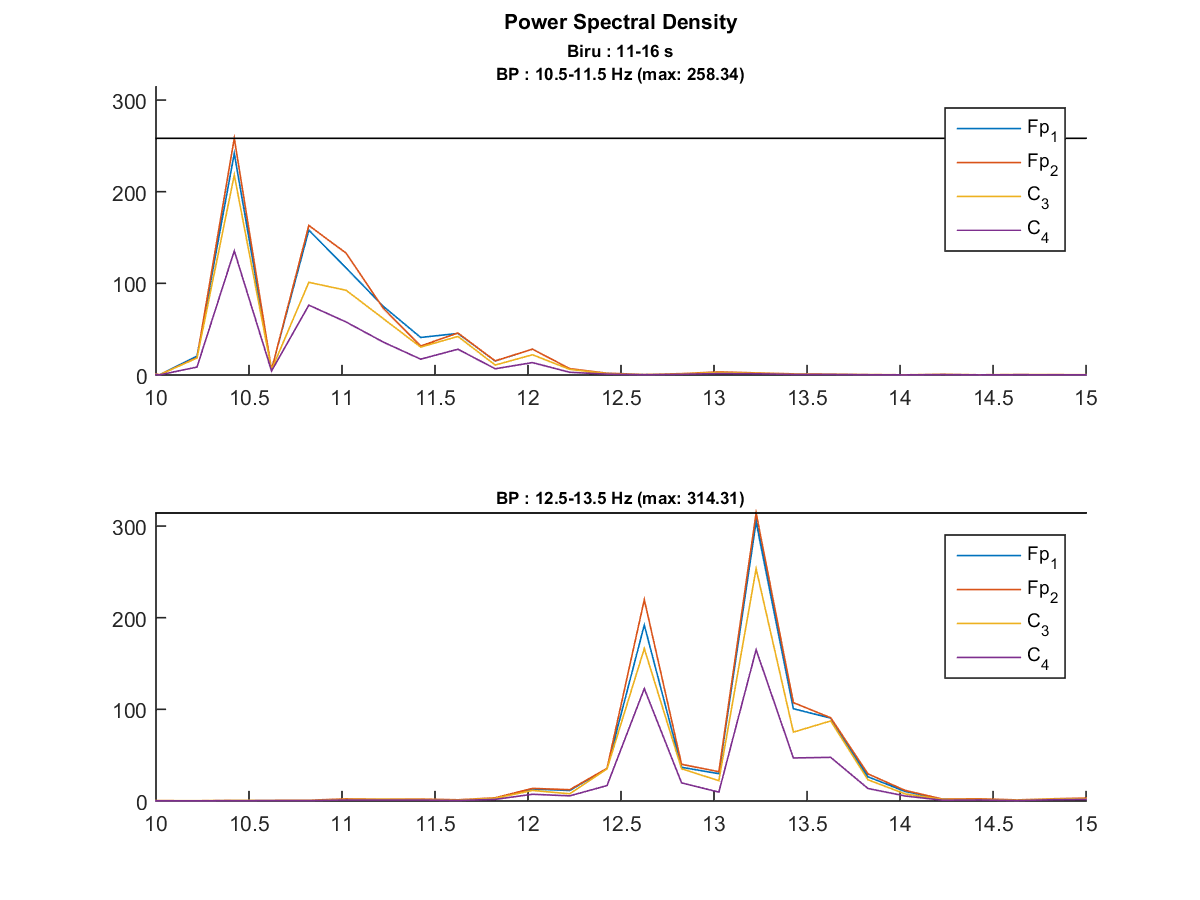 Power Spectral Density
Biru : 11-16 s
BP : 10.5-11.5 Hz (max: 258.34)
300
200
100
0
10 10.5 11 11.5 12 12.5 13 13.5 14 14.5 15
Fp1
Fp2
C3
C4
BP : 12.5-13.5 Hz (max: 314.31)
300
200
100
0
10 10.5 11 11.5 12 12.5 13 13.5 14 14.5 15
Fp1
Fp2
C3
C4